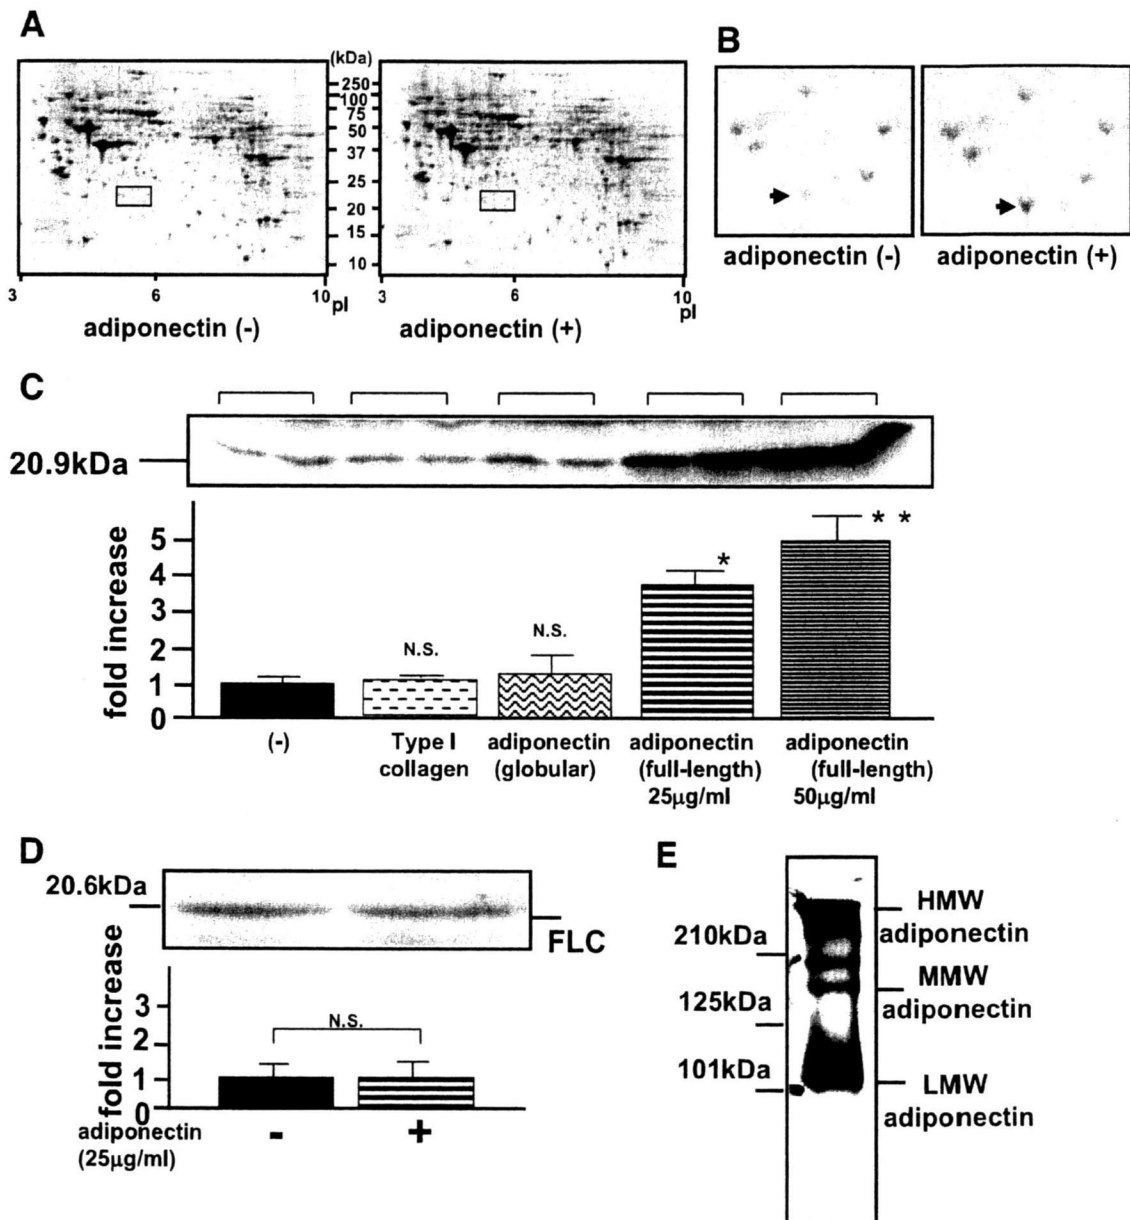 A
B
(kDa)
250
100
75
50
37
25
20
15
10
3 6 10 pI
3 6 10 pI
adiponectin (-)
adiponectin (+)
adiponectin (-)
adiponectin (+)
C
20.9kDa
fold increase
5
4
3
2
1
0
N.S.
N.S.
*
* *
(-)
Type I
collagen
adiponectin
(globular)
adiponectin
(full-length)
25µg/ml
adiponectin
(full-length)
50µg/ml
D
20.6kDa
FLC
fold increase
3
2
1
0
N.S.
adiponectin
(25µg/ml)
- +
E
210kDa
125kDa
101kDa
HMW
adiponectin
MMW
adiponectin
LMW
adiponectin